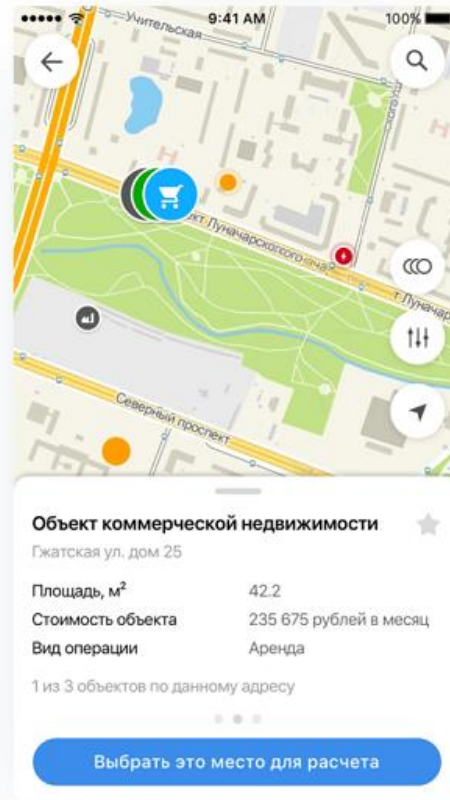 9:41 AM
100%
Учительская
кт Луначарского
Северный проспект
Объект коммерческой недвижимости
Гжатская ул. дом 25
Площадь, м² 42.2
Стоимость объекта 235 675 рублей в месяц
Вид операции Аренда
1 из 3 объектов по данному адресу
Выбрать это место для расчета